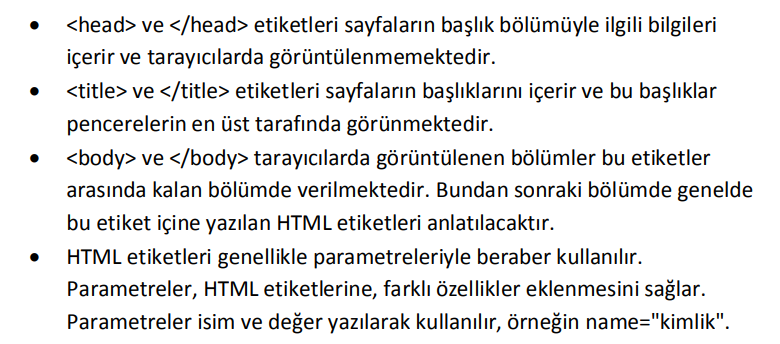 • <head> ve </head> etiketleri sayfaların başlık bölümüyle ilgili bilgileri
içerir ve tarayıcılarda görüntülenmemektedir.
• <title> ve </title> etiketleri sayfaların başlıklarını içerir ve bu başlıklar
pencerelerin en üst tarafında görünmektedir.
• <body> ve </body> tarayıcılarda görüntülenen bölümler bu etiketler
arasında kalan bölümde verilmektedir. Bundan sonraki bölümde genelde
bu etiket içine yazılan HTML etiketleri anlatılacaktır.
• HTML etiketleri genellikle parametreleriyle beraber kullanılır.
Parametreler, HTML etiketlerine, farklı özellikler eklenmesini sağlar.
Parametreler isim ve değer yazılarak kullanılır, örneğin name="kimlik".